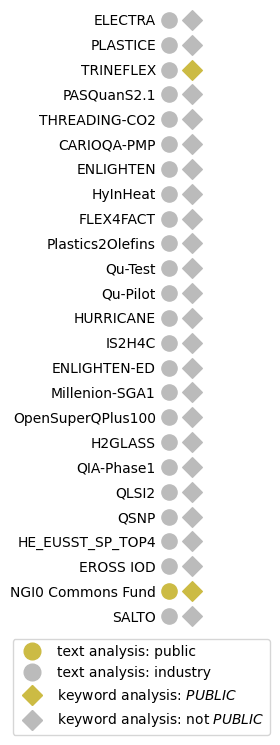 ELECTRA
PLASTICE
TRINEFLEX
PASQuanS2.1
THREADING-CO2
CARIOQA-PMP
ENLIGHTEN
HyInHeat
FLEX4FACT
Plastics2Olefins
Qu-Test
Qu-Pilot
HURRICANE
IS2H4C
ENLIGHTEN-ED
Millenion-SGA1
OpenSuperQPlus100
H2GLASS
QIA-Phase1
QLSI2
QSNP
HE_EUSST_SP_TOP4
EROSS IOD
NGI0 Commons Fund
SALTO
text analysis: public
text analysis: industry
keyword analysis: PUBLIC
keyword analysis: not PUBLIC